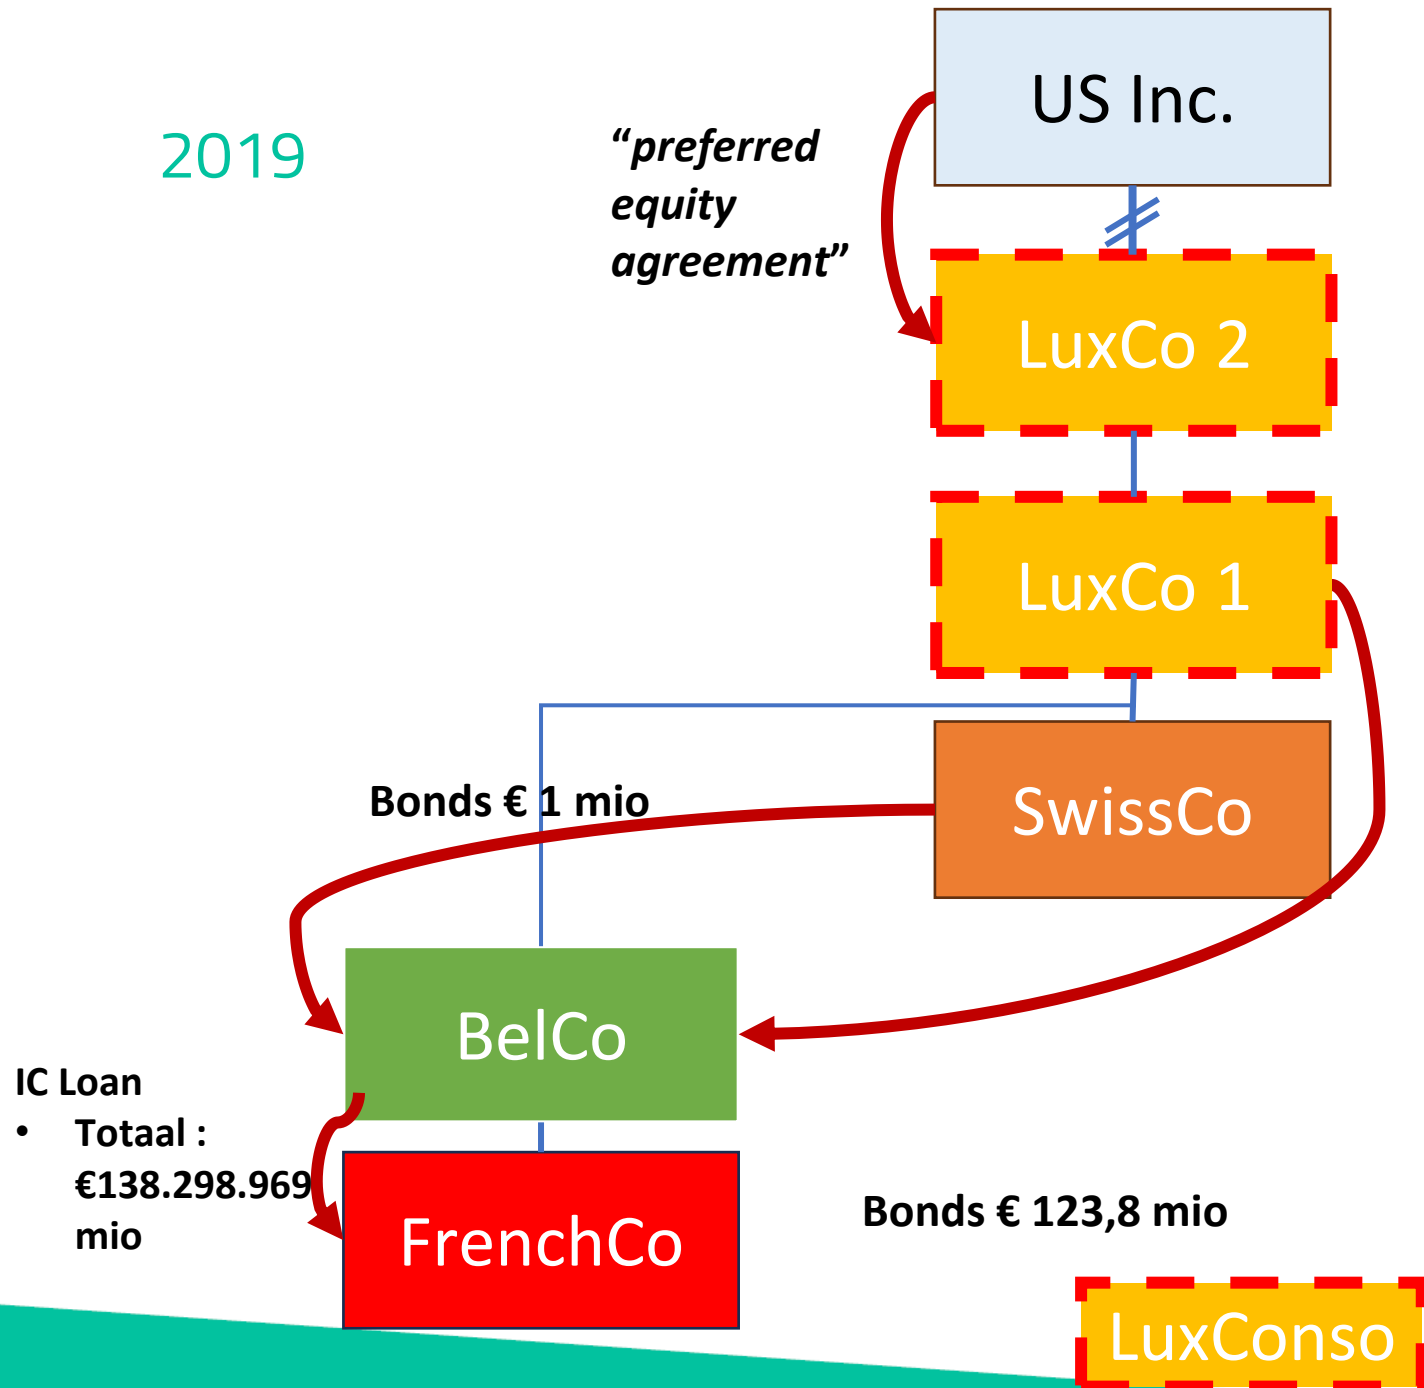 2019
“preferred
equity
agreement”
US Inc.
LuxCo 2
LuxCo 1
Bonds € 1 mio
SwissCo
BelCo
IC Loan
• Totaal :
€138.298.969
mio
FrenchCo
Bonds € 123,8 mio
LuxConso